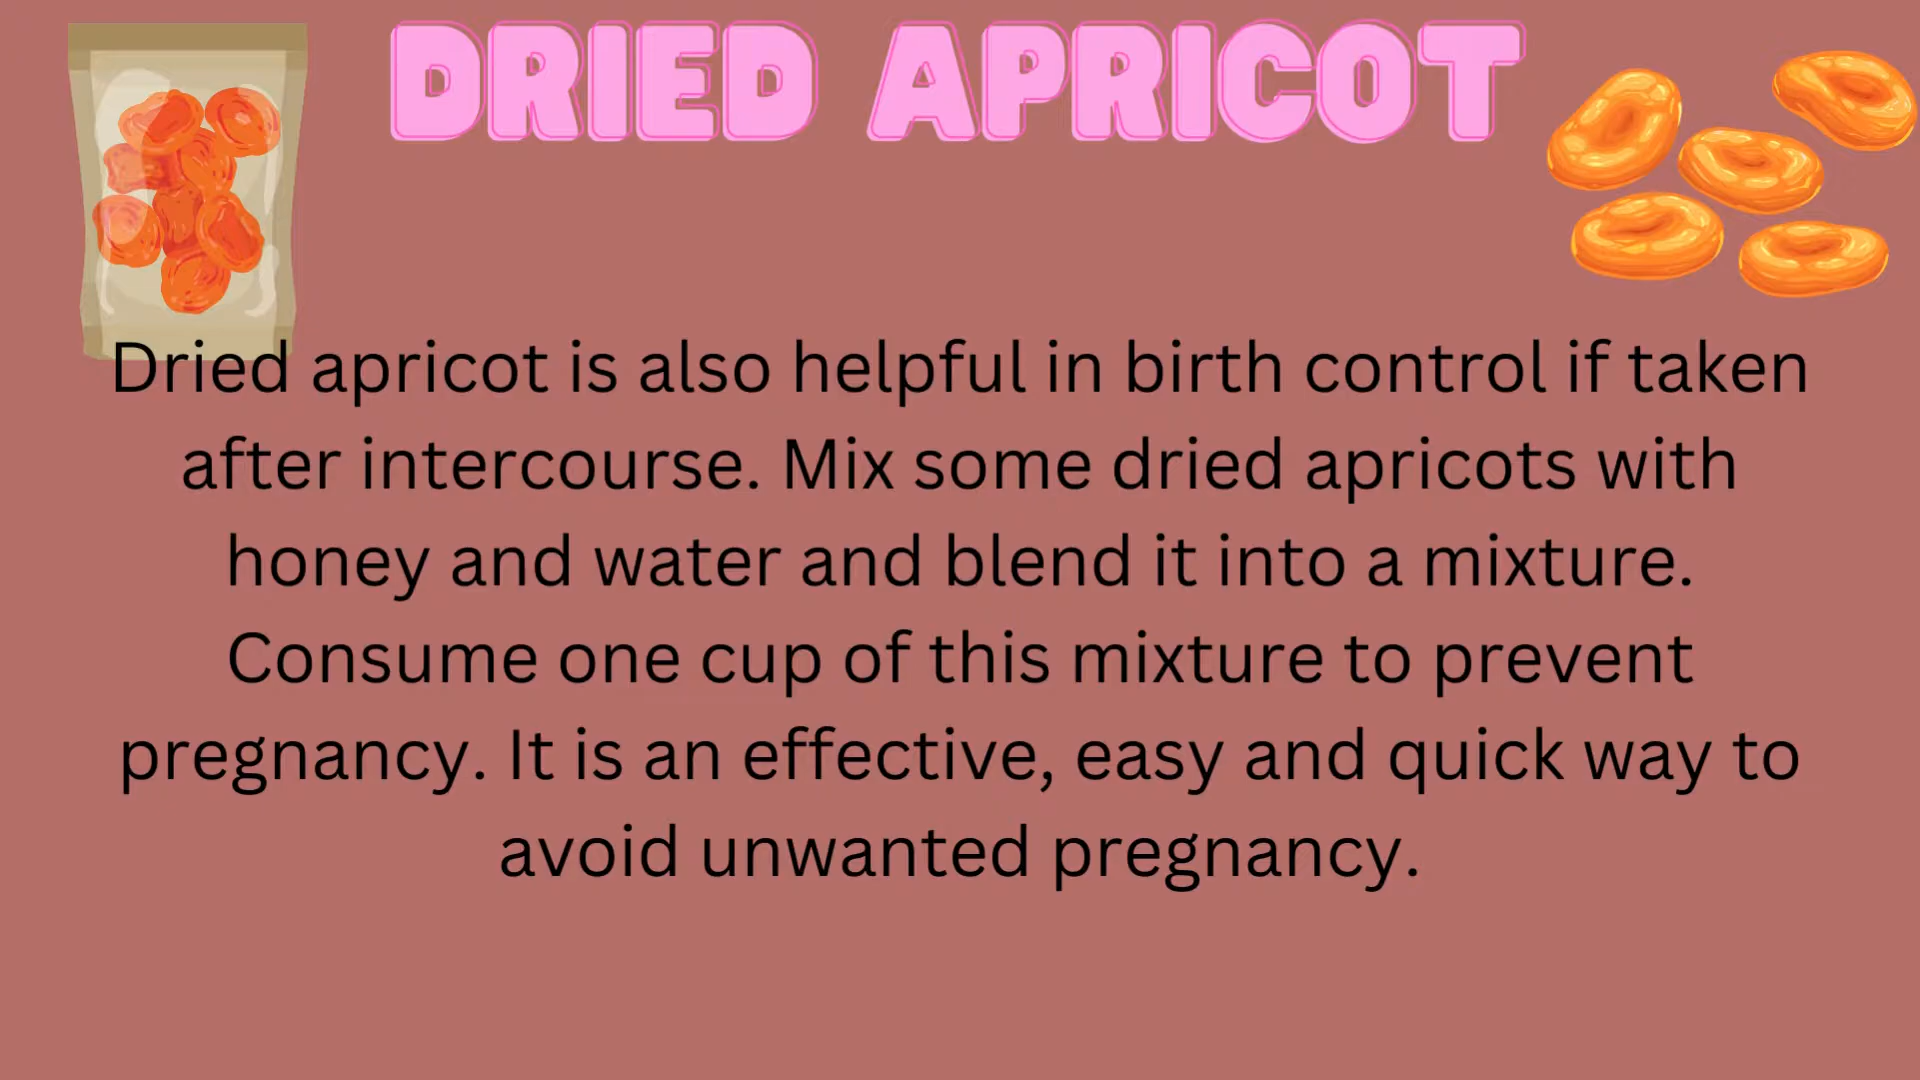 DRIED APRICOT
Dried apricot is also helpful in birth control if taken
after intercourse. Mix some dried apricots with
honey and water and blend it into a mixture.
Consume one cup of this mixture to prevent
pregnancy. It is an effective, easy and quick way to
avoid unwanted pregnancy.